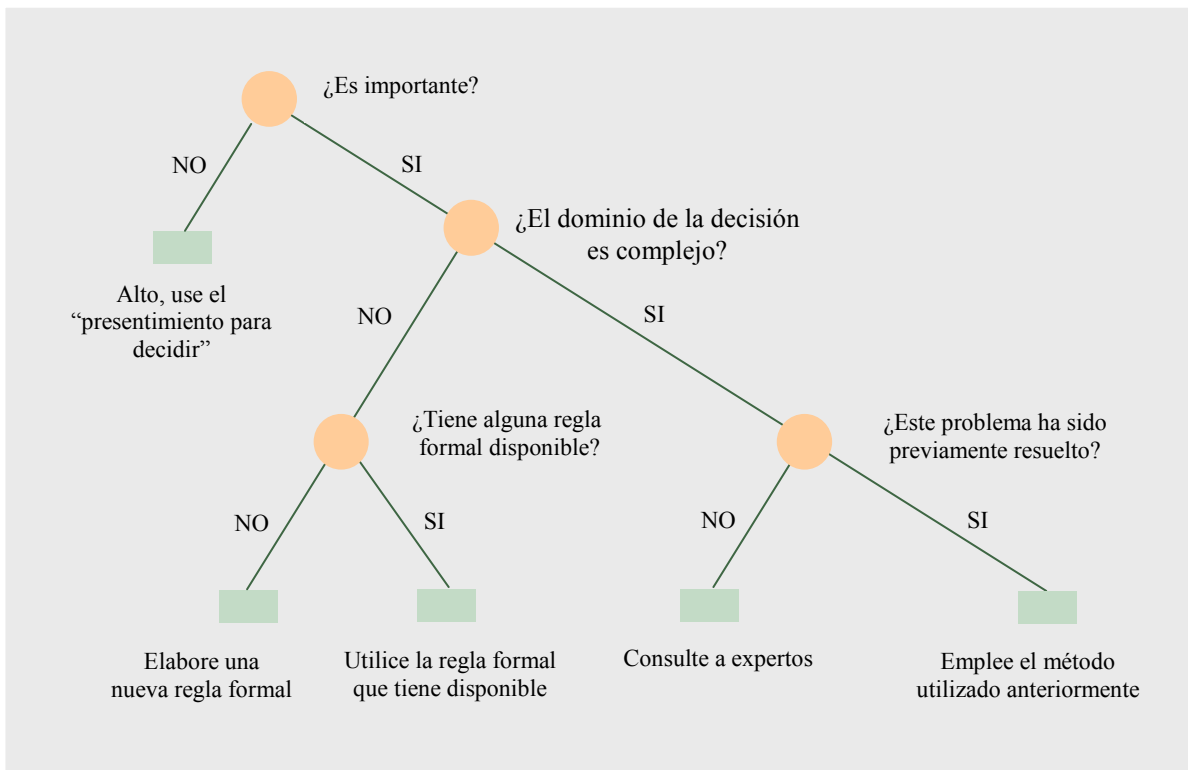 ¿Es importante?
NO
SI
¿El dominio de la decisión
es complejo?
Alto, use el
“presentimiento para
decidir”
NO
SI
¿Tiene alguna regla
formal disponible?
¿Este problema ha sido
previamente resuelto?
NO
SI
NO
SI
Elabore una
nueva regla formal
Utilice la regla formal
que tiene disponible
Consulte a expertos
Emplee el método
utilizado anteriormente